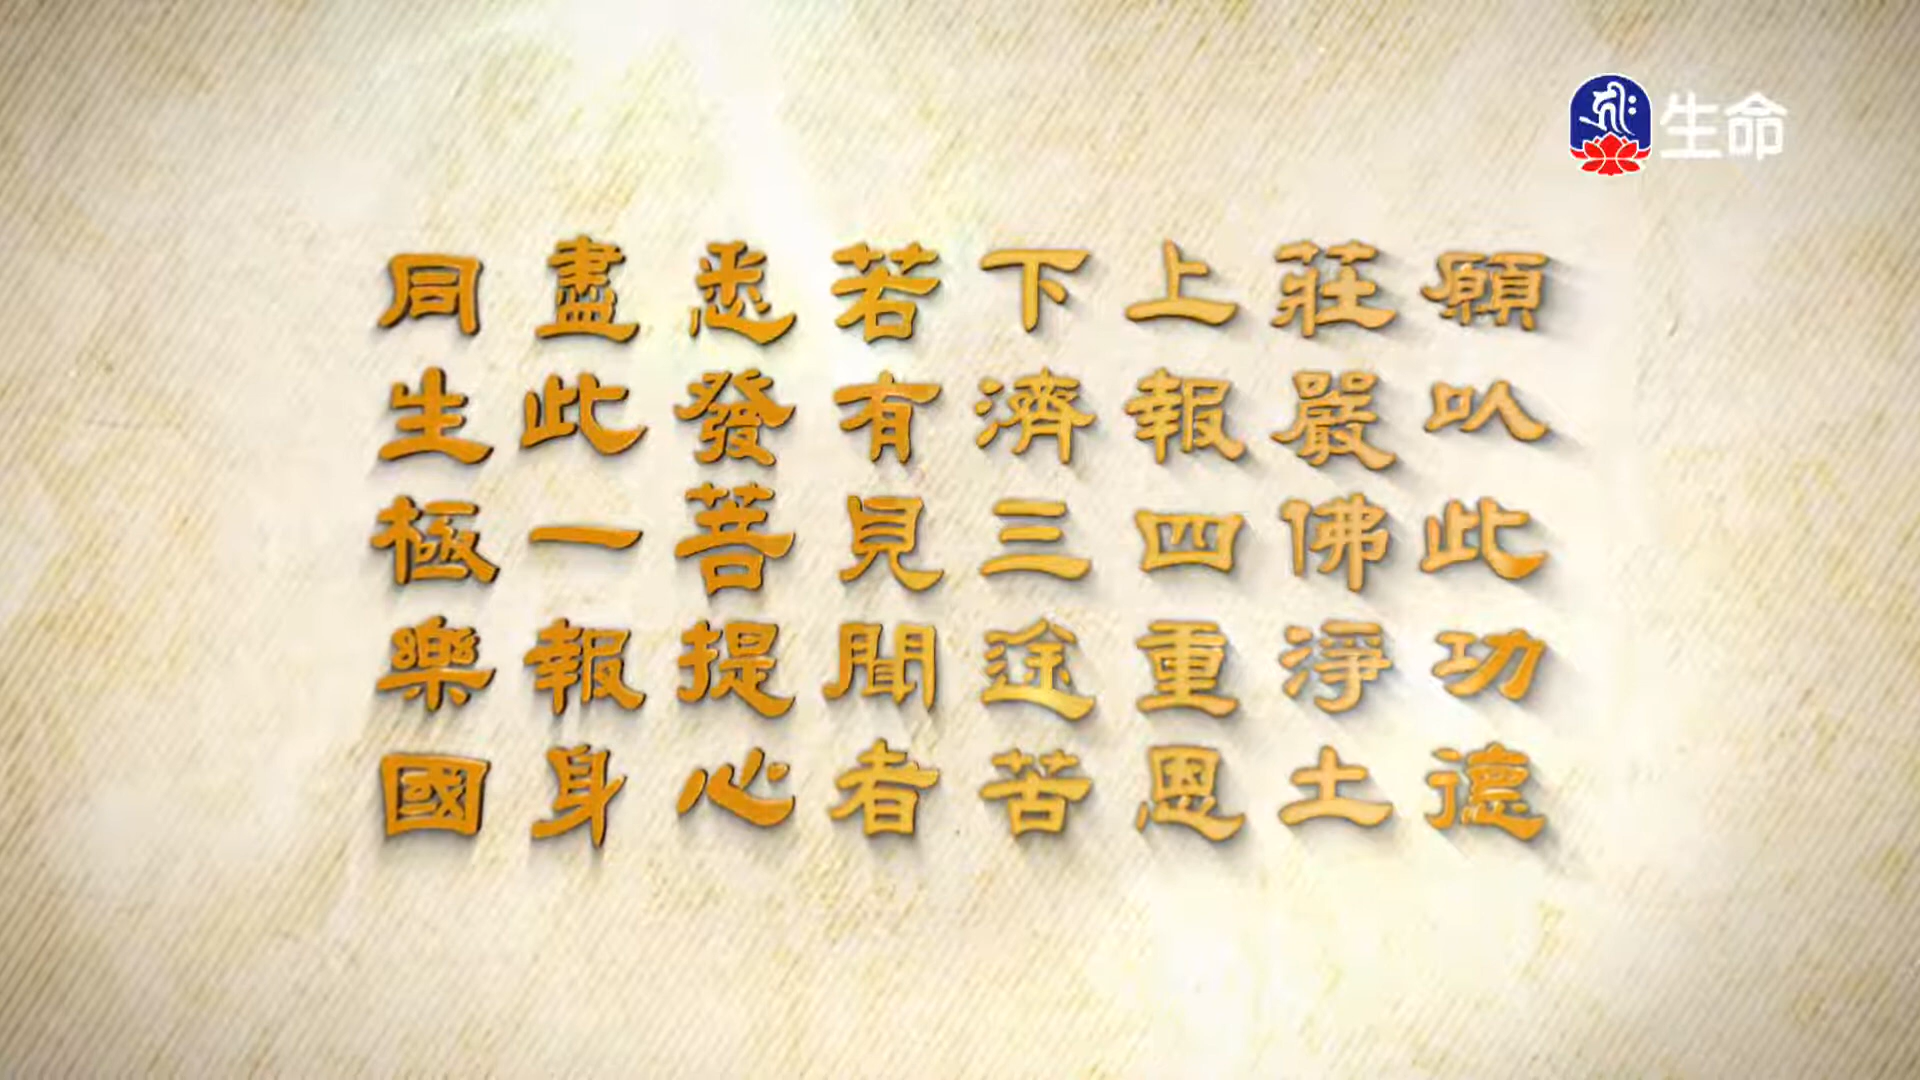 生命
願以此功德
莊嚴佛淨土
上報四重恩
下濟三途苦
若有見聞者
悉發菩提心
盡此一報身
同生極樂國